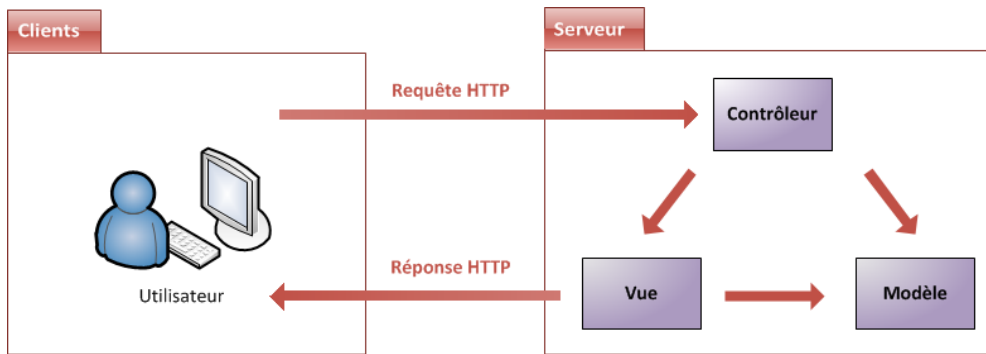 Clients
Serveur
Requête HTTP
Contrôleur
Réponse HTTP
Utilisateur
Vue
Modèle